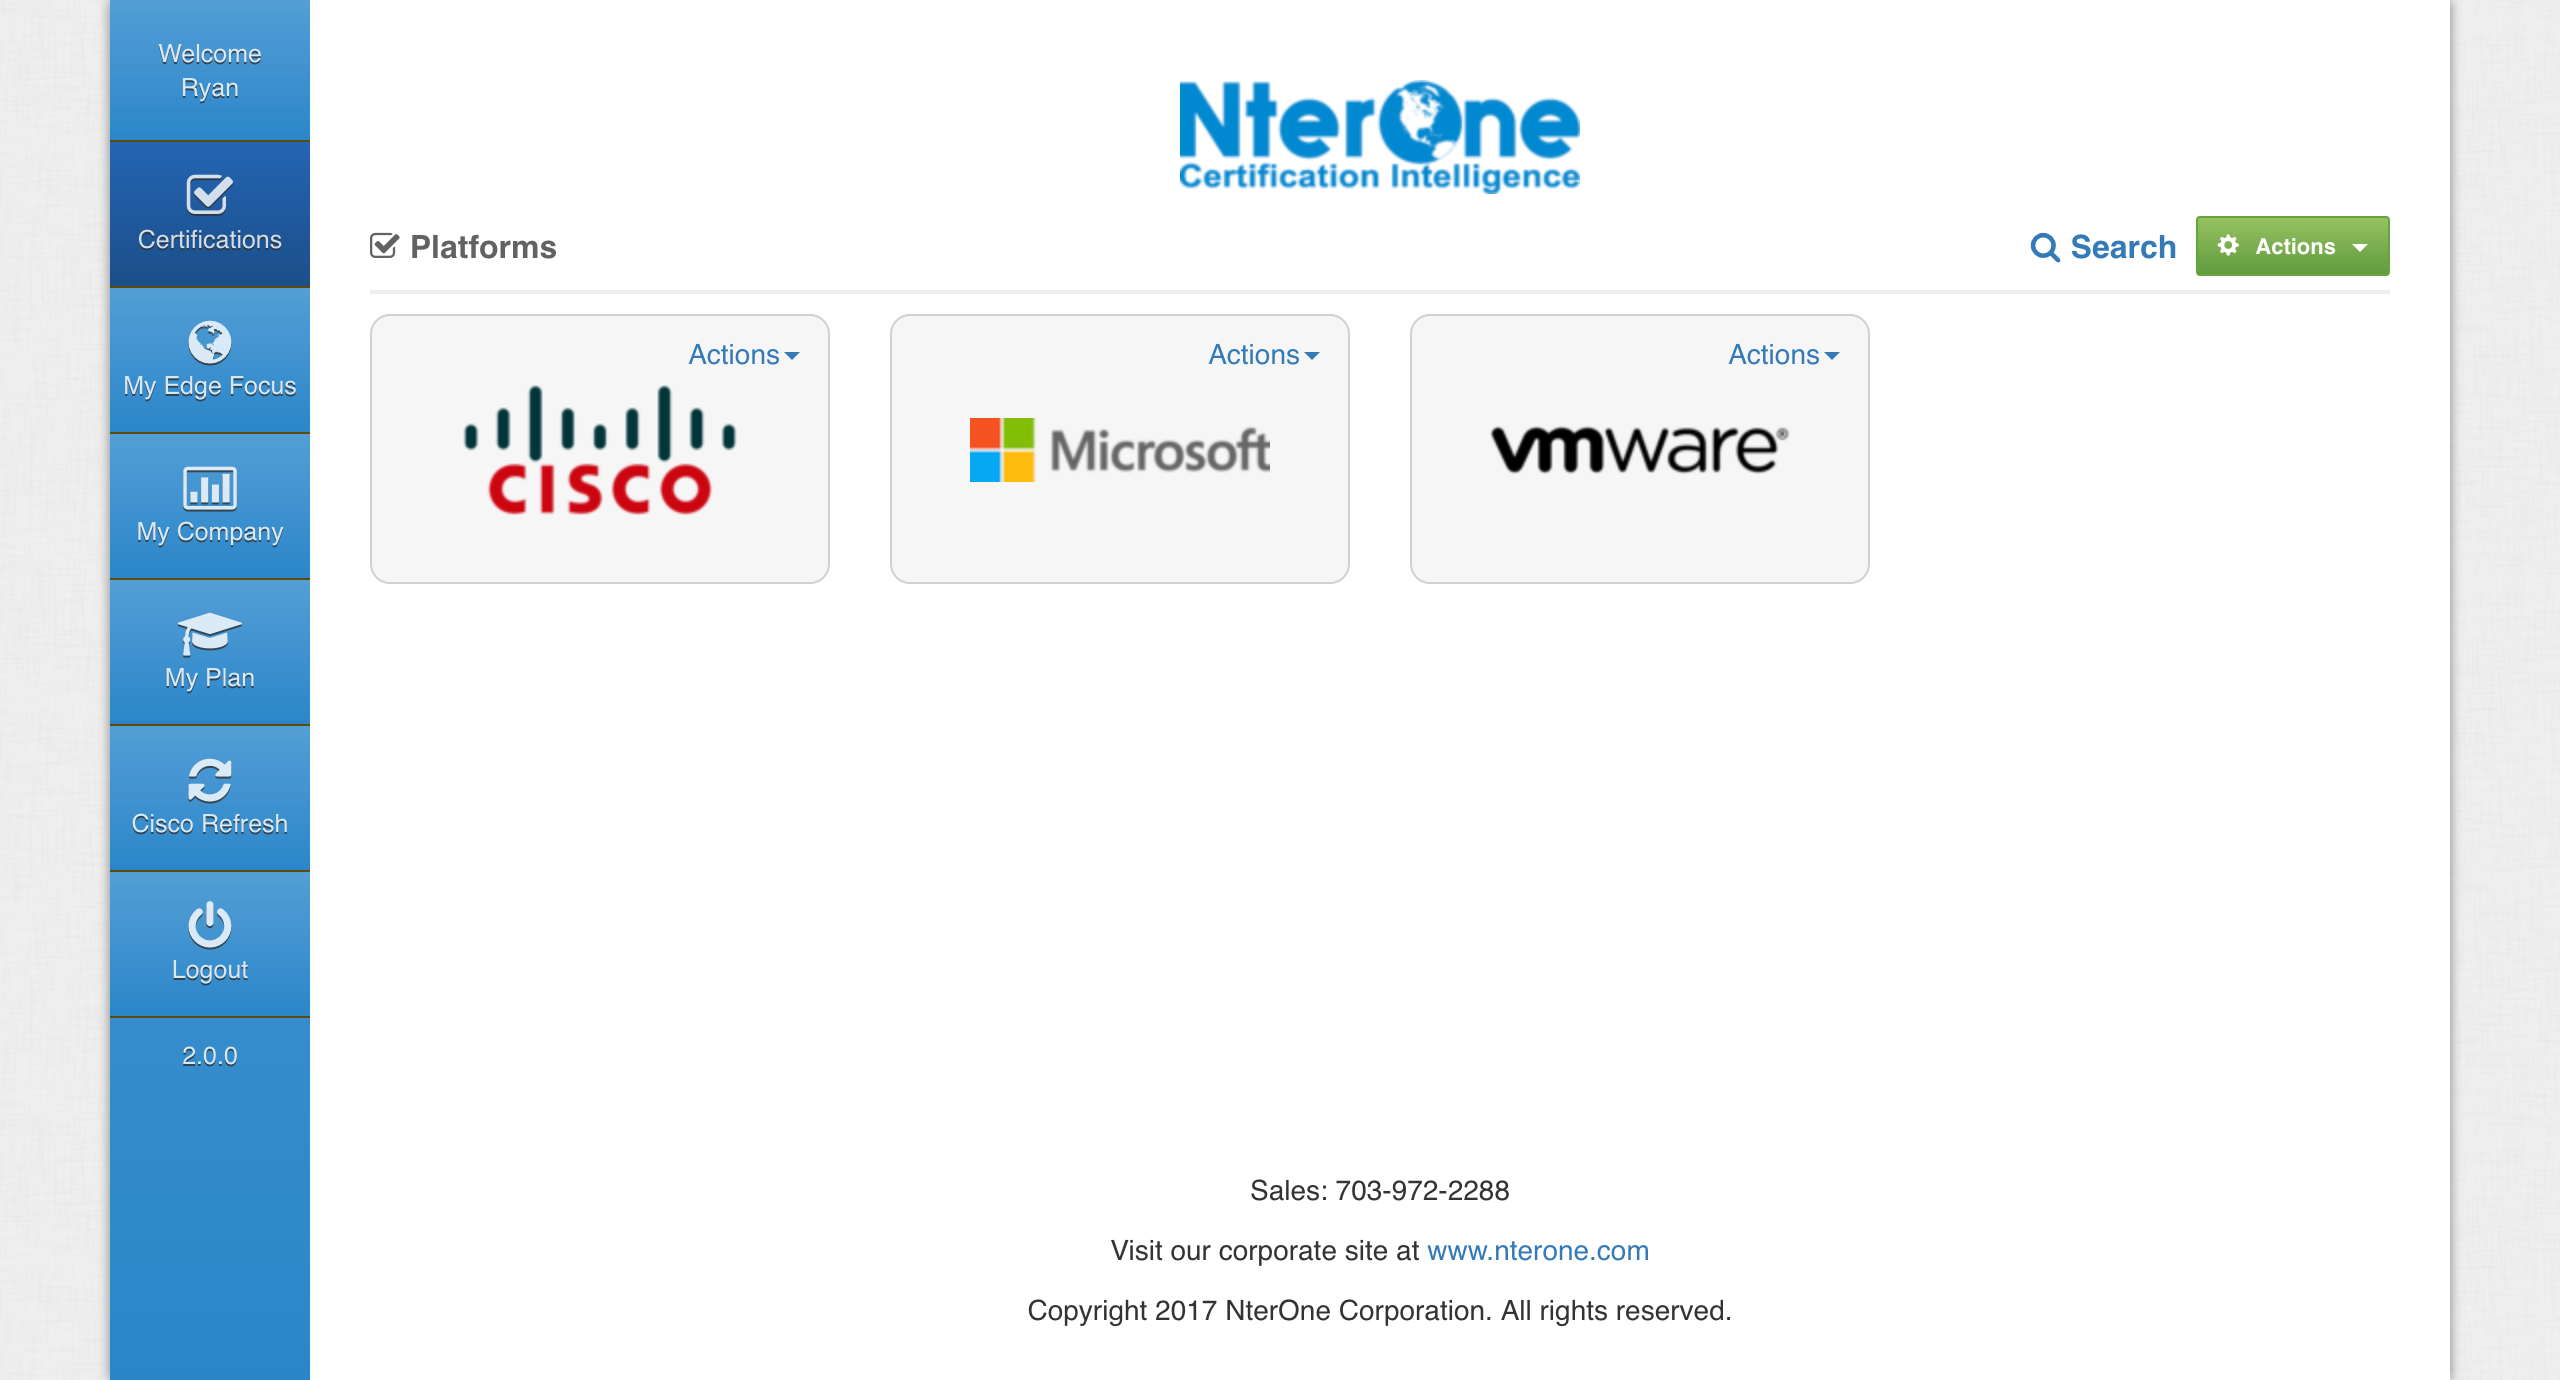 Welcome
Ryan
Certifications
My Edge Focus
My Company
My Plan
Cisco Refresh
Logout
2.0.0
NterOne
Certification Intelligence
Platforms
Search
Actions
Actions
CISCO
Actions
Microsoft
Actions
vmware®
Sales: 703-972-2288
Visit our corporate site at www.nterone.com
Copyright 2017 NterOne Corporation. All rights reserved.